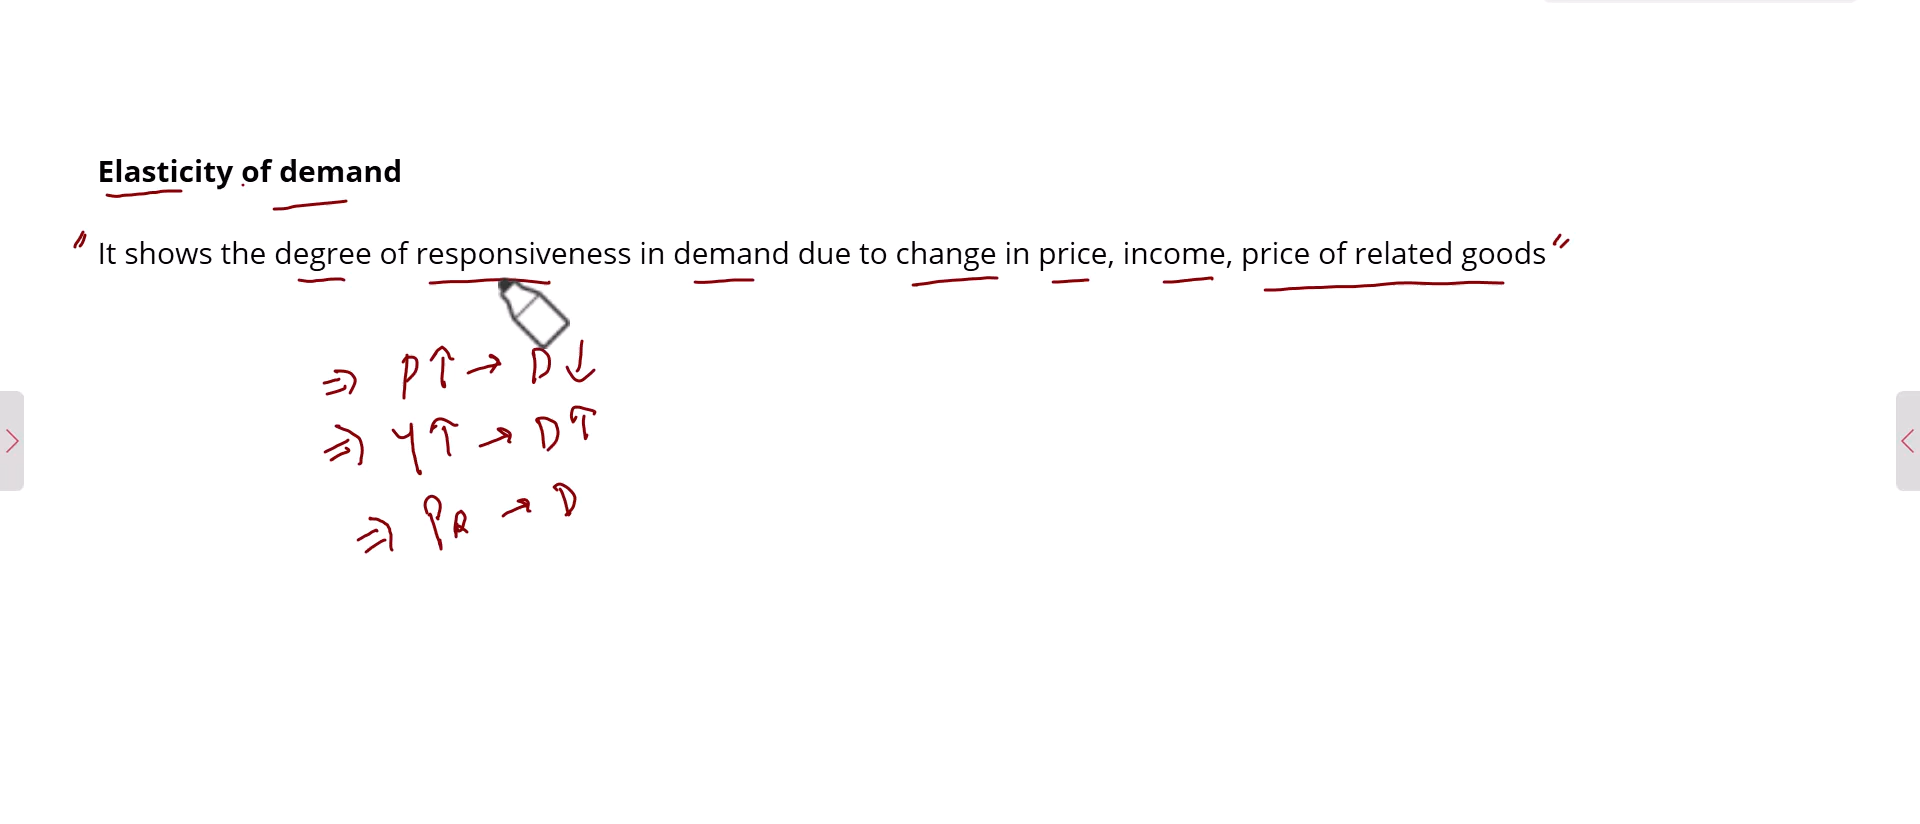 Elasticity of demand
"It shows the degree of responsiveness in demand due to change in price, income, price of related goods"
⇒ P↑ → D↓
⇒ Y↑ → D↑
⇒ PR → D